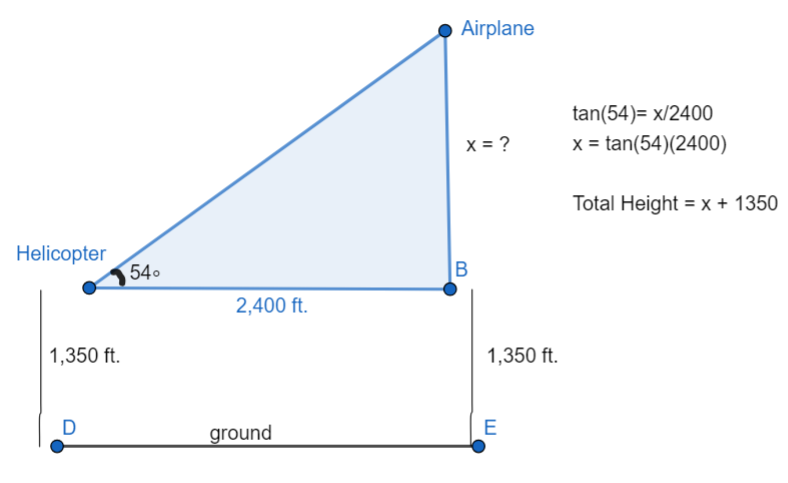 Airplane
tan(54)= x/2400
x = ?
x = tan(54)(2400)
Total Height = x + 1350
Helicopter
54°
B
2,400 ft.
1,350 ft.
1,350 ft.
D
ground
E